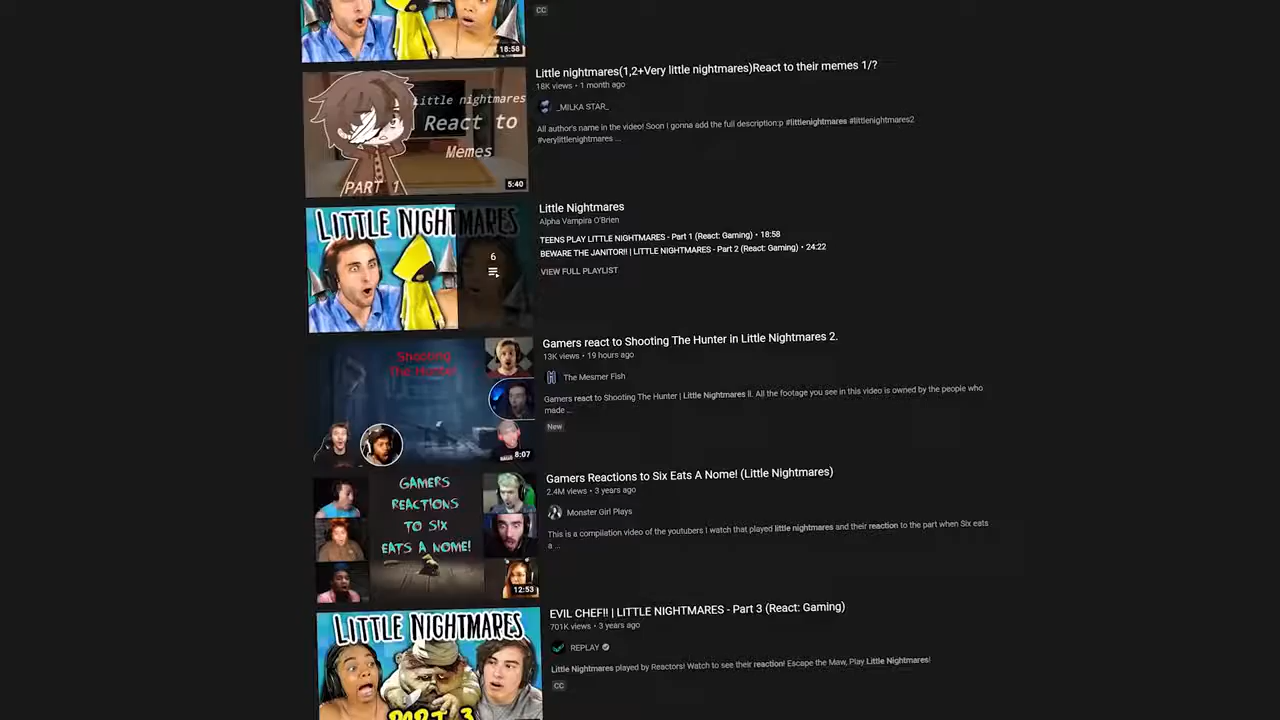 18:58
CC
Little nightmares(1,2+Very little nightmares)React to their memes 1/?
18K views • 1 month ago
_MILKA STAR_
All author's name in the video! Soon I gonna add the full description:p #littlenightmares #littlenightmares2
#verylittlenightmares ...
Little nightmares
React to
Memes
PART 1
5:40
LITTLE NIGHTMARES
6
Little Nightmares
Alpha Vampira O'Brien
TEENS PLAY LITTLE NIGHTMARES - Part 1 (React: Gaming) • 18:58
BEWARE THE JANITOR!! | LITTLE NIGHTMARES - Part 2 (React: Gaming) • 24:22
VIEW FULL PLAYLIST
Shooting
The Hunter
8:07
Gamers react to Shooting The Hunter in Little Nightmares 2.
13K views • 19 hours ago
The Mesmer Fish
Gamers react to Shooting The Hunter | Little Nightmares II. All the footage you see in this video is owned by the people who
made ...
New
GAMERS
REACTIONS
TO SIX
EATS A NOME!
12:53
Gamers Reactions to Six Eats A Nome! (Little Nightmares)
2.4M views • 3 years ago
Monster Girl Plays
This is a compilation video of the youtubers I watch that played little nightmares and their reaction to the part when Six eats
a ...
LITTLE NIGHTMARES
PART 3
EVIL CHEF!! | LITTLE NIGHTMARES - Part 3 (React: Gaming)
701K views • 3 years ago
REPLAY
Little Nightmares played by Reactors! Watch to see their reaction! Escape the Maw, Play Little Nightmares!
CC